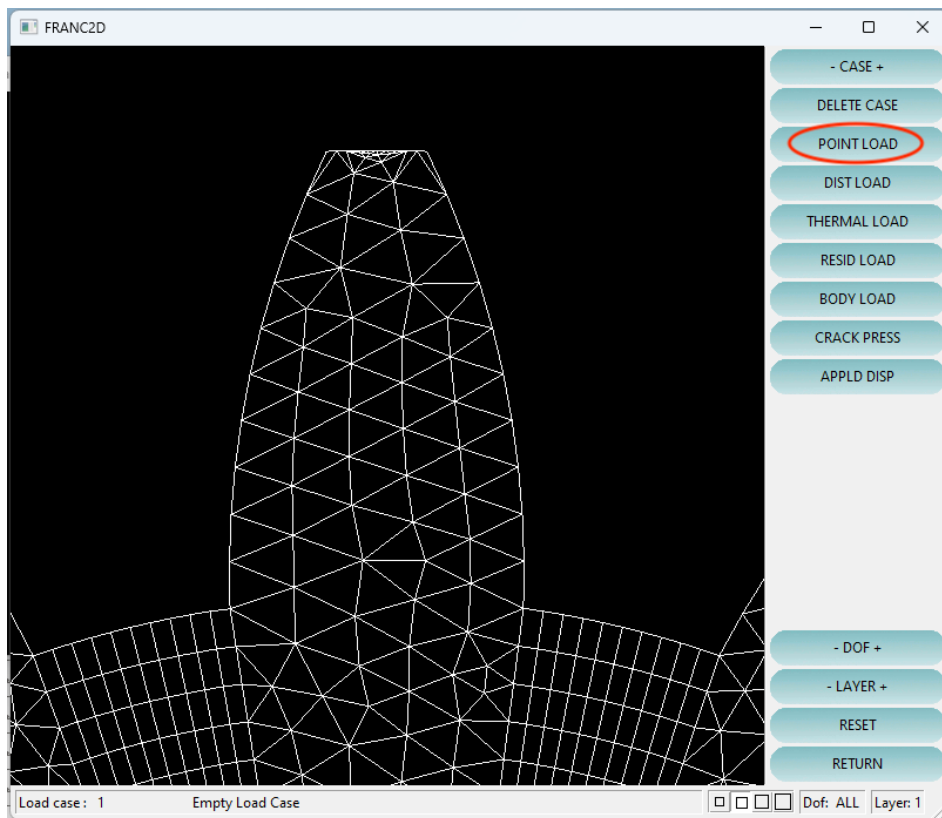 FRANC2D
- CASE +
DELETE CASE
POINT LOAD
DIST LOAD
THERMAL LOAD
RESID LOAD
BODY LOAD
CRACK PRESS
APPLD DISP
- DOF +
- LAYER +
RESET
RETURN
Load case : 1 Empty Load Case Dof: ALL Layer: 1